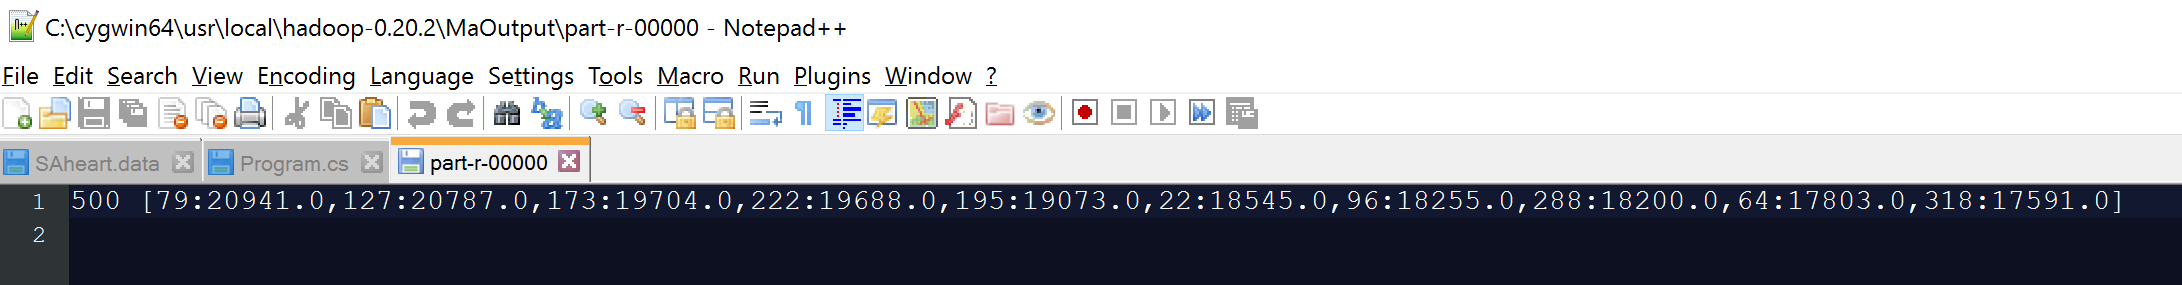 C:\cygwin64\usr\local\hadoop-0.20.2\MaOutput\part-r-00000 - Notepad++
File Edit Search View Encoding Language Settings Tools Macro Run Plugins Window ?
SAheart.data Program.cs part-r-00000
1 500 [79:20941.0,127:20787.0,173:19704.0,222:19688.0,195:19073.0,22:18545.0,96:18255.0,288:18200.0,64:17803.0,318:17591.0]
2